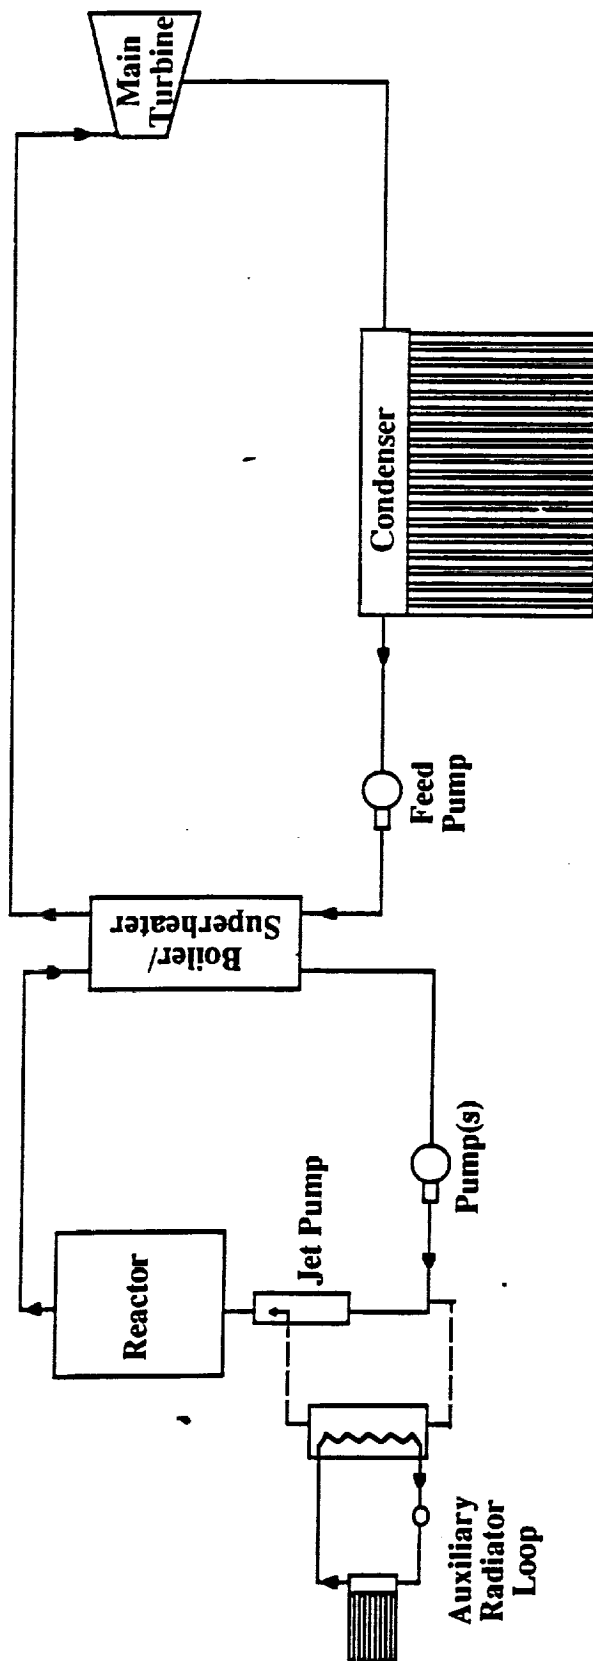 Main
Turbine
Condenser
Feed
Pump
Boiler/
Superheater
Pump(s)
Jet Pump
Reactor
Auxiliary
Radiator
Loop